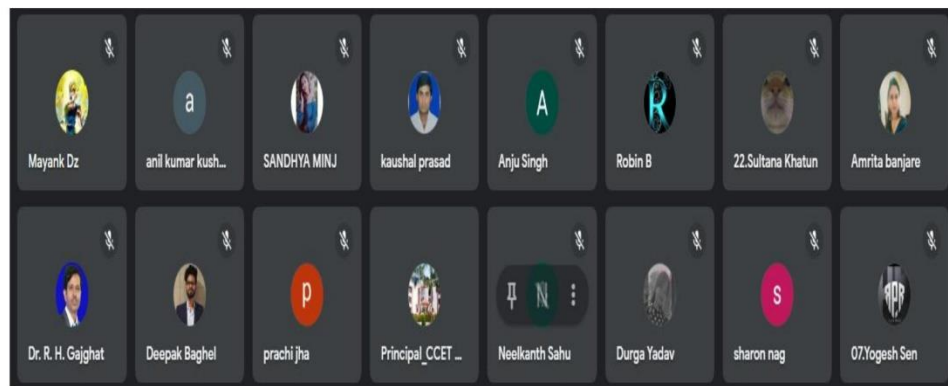 a
A
R
Mayank Dz
anil kumar kush...
SANDHYA MINJ
kaushal prasad
Anju Singh
Robin B
22.Sultana Khatun
Amrita banjare
p
N
s
Dr. R. H. Gajghat
Deepak Baghel
prachi jha
Principal_CCET ...
Neelkanth Sahu
Durga Yadav
sharon nag
07.Yogesh Sen